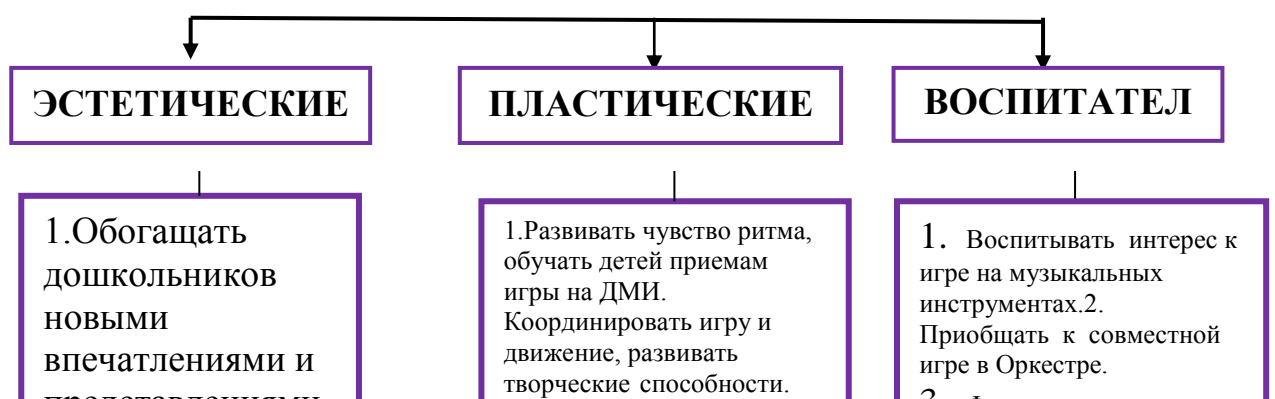 ЭСТЕТИЧЕСКИЕ
1.Обогащать
дошкольников
новыми
впечатлениями и
представлениями
ПЛАСТИЧЕСКИЕ
1.Развивать чувство ритма,
обучать детей приемам
игры на ДМИ.
Координировать игру и
движение, развивать
творческие способности.
ВОСПИТАТЕЛ
1. Воспитывать интерес к
игре на музыкальных
инструментах.2.
Приобщать к совместной
игре в Оркестре.